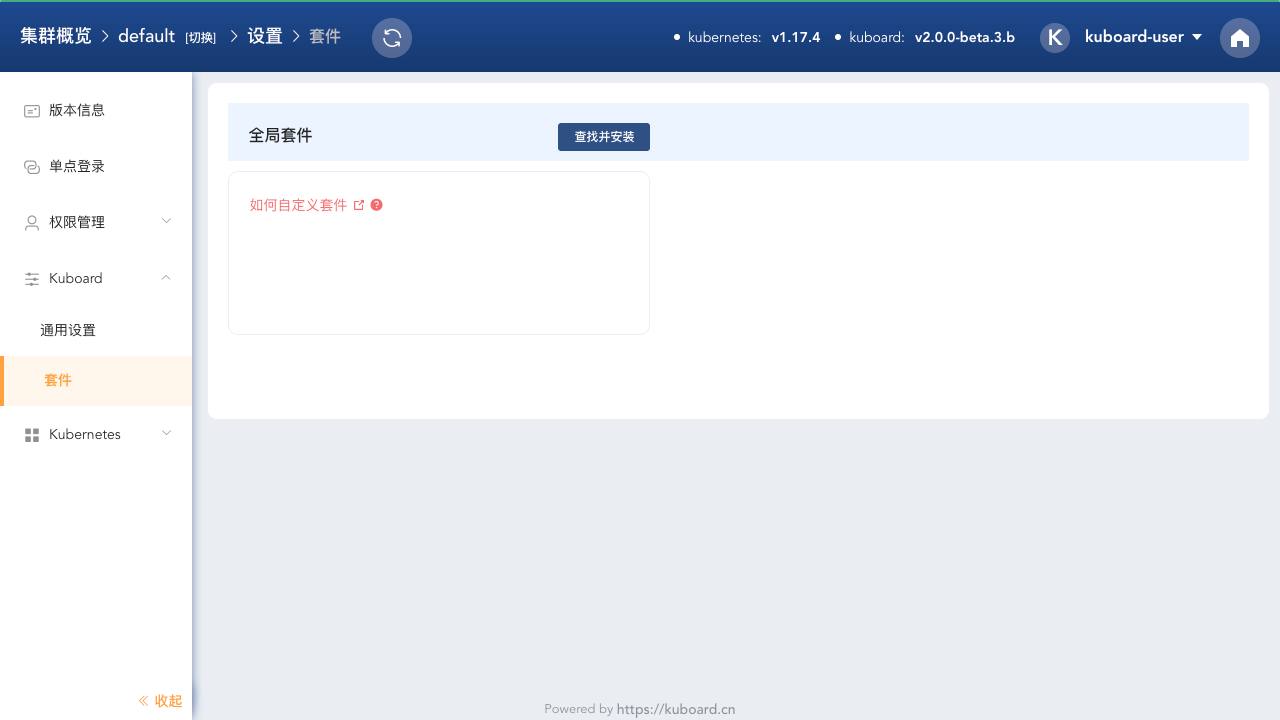 集群概览 default [切换] 设置 套件
kubernetes: v1.17.4 kuboard: v2.0.0-beta.3.b K kuboard-user
版本信息
单点登录
权限管理
Kuboard
通用设置
套件
Kubernetes
收起
全局套件 查找并安装
如何自定义套件
Powered by https://kuboard.cn